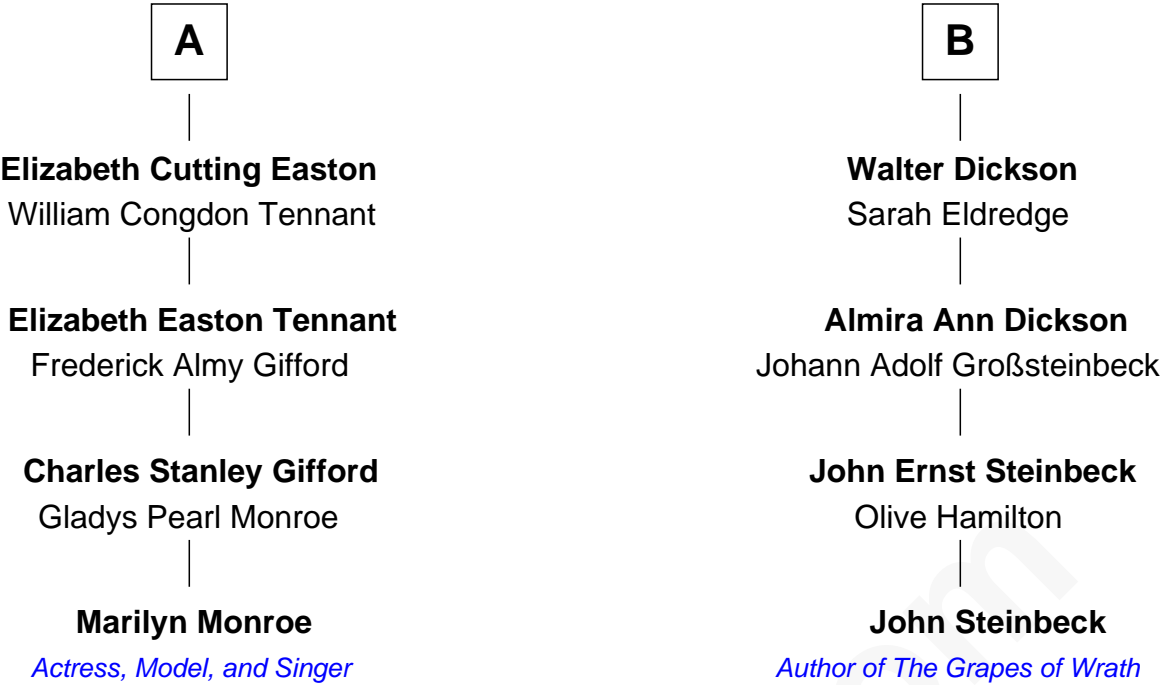 A
B
Elizabeth Cutting Easton
Walter Dickson
William Congdon Tennant
Sarah Eldredge
Elizabeth Easton Tennant
Almira Ann Dickson
Frederick Almy Gifford
Johann Adolf Großsteinbeck
Charles Stanley Gifford
John Ernst Steinbeck
Gladys Pearl Monroe
Olive Hamilton
Marilyn Monroe
John Steinbeck
Actress, Model, and Singer
Author of The Grapes of Wrath
om